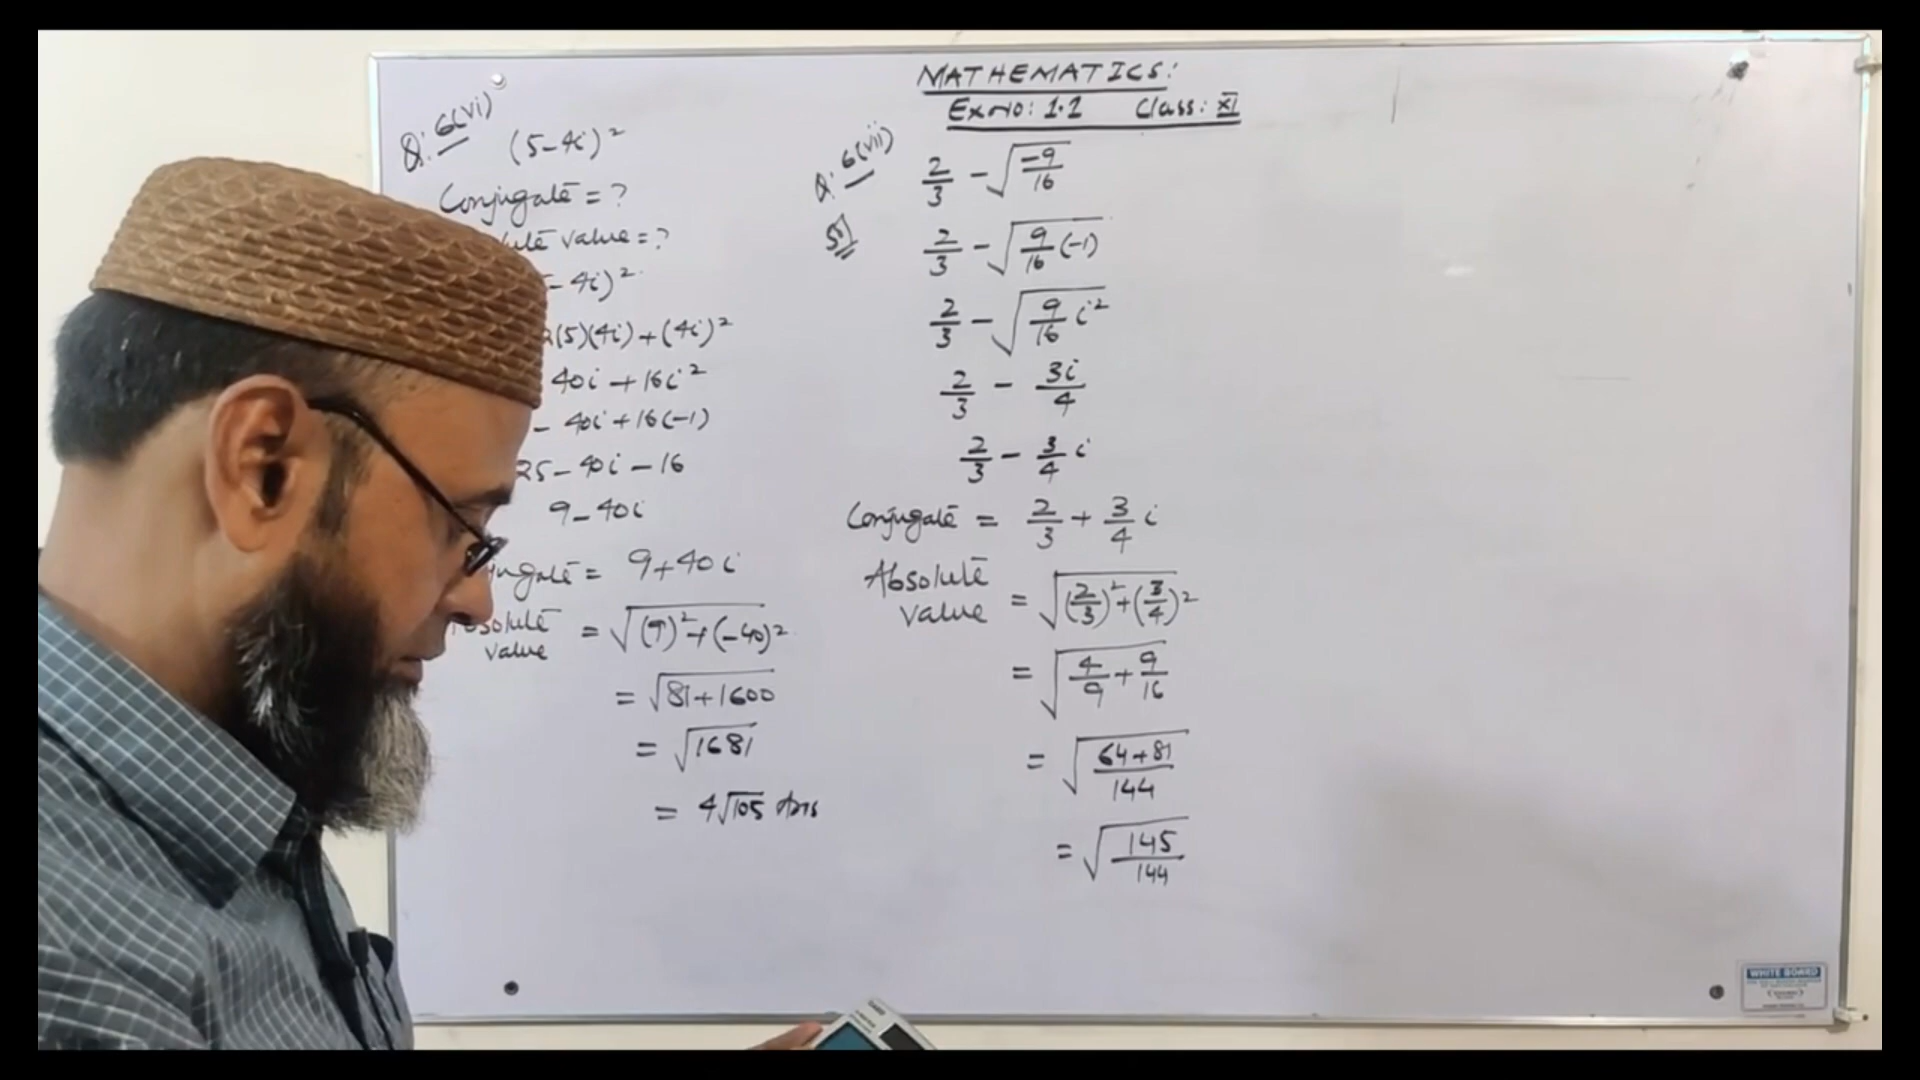 MATHEMATICS:
Ex NO: 1.1 Class: XI
Q: 6(vi)
(5-4i)²
Conjugate = ?
value = ?
- 4i)²
2(5)(4i) + (4i)²
40i + 16i²
- 40i + 16(-1)
25 - 40i - 16
9 - 40i
= 9 + 40i
Absolute value = √((9)² + (-40)²)
= √(81 + 1600)
= √1681
= 4√105 Ans
Q: 6(vii)
2/3 - √(-9/16)
Sol
2/3 - √(9/16 (-1))
2/3 - √(9/16 i²)
2/3 - 3i/4
2/3 - 3/4 i
Conjugate = 2/3 + 3/4 i
Absolute value = √((2/3)² + (3/4)²)
= √(4/9 + 9/16)
= √((64 + 81)/144)
= √(145/144)
WHITE BOARD